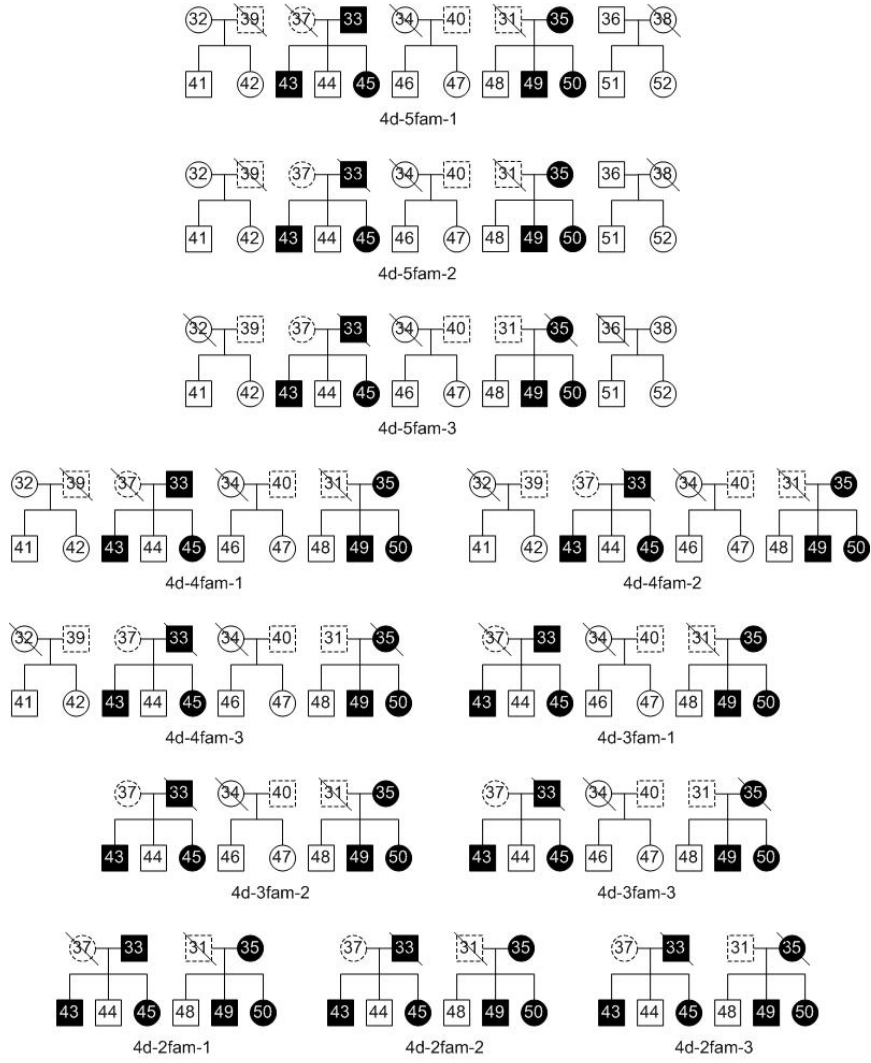 32 39 37 33 34 40 31 35 36 38
41 42 43 44 45 46 47 48 49 50 51 52
4d-5fam-1
32 39 37 33 34 40 31 35 36 38
41 42 43 44 45 46 47 48 49 50 51 52
4d-5fam-2
32 39 37 33 34 40 31 35 36 38
41 42 43 44 45 46 47 48 49 50 51 52
4d-5fam-3
32 39 37 33 34 40 31 35
41 42 43 44 45 46 47 48 49 50
4d-4fam-1
32 39 37 33 34 40 31 35
41 42 43 44 45 46 47 48 49 50
4d-4fam-2
32 39 37 33 34 40 31 35
41 42 43 44 45 46 47 48 49 50
4d-4fam-3
37 33 34 40 31 35
43 44 45 46 47 48 49 50
4d-3fam-1
37 33 34 40 31 35
43 44 45 46 47 48 49 50
4d-3fam-2
37 33 34 40 31 35
43 44 45 46 47 48 49 50
4d-3fam-3
37 33 31 35
43 44 45 48 49 50
4d-2fam-1
37 33 31 35
43 44 45 48 49 50
4d-2fam-2
37 33 31 35
43 44 45 48 49 50
4d-2fam-3